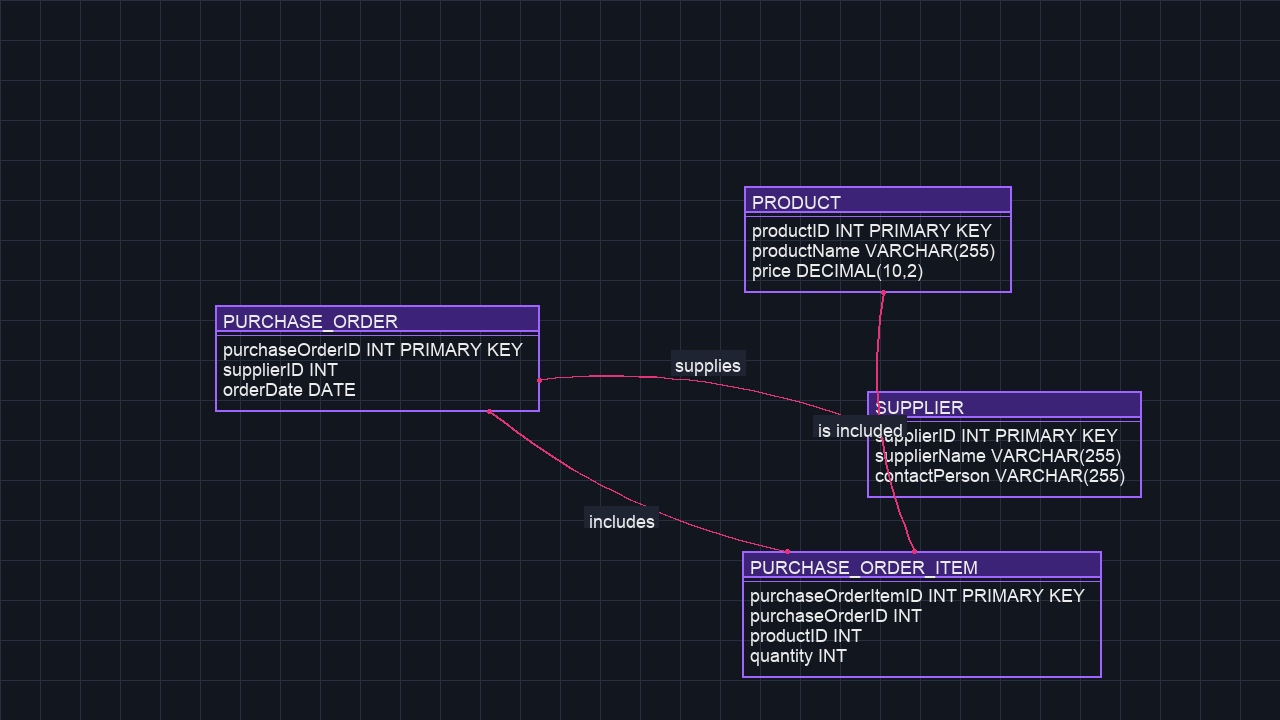 PRODUCT
productID INT PRIMARY KEY
productName VARCHAR(255)
price DECIMAL(10,2)
PURCHASE_ORDER
purchaseOrderID INT PRIMARY KEY
supplierID INT
orderDate DATE
supplies
SUPPLIER
supplierID INT PRIMARY KEY
supplierName VARCHAR(255)
contactPerson VARCHAR(255)
is included
includes
PURCHASE_ORDER_ITEM
purchaseOrderItemID INT PRIMARY KEY
purchaseOrderID INT
productID INT
quantity INT